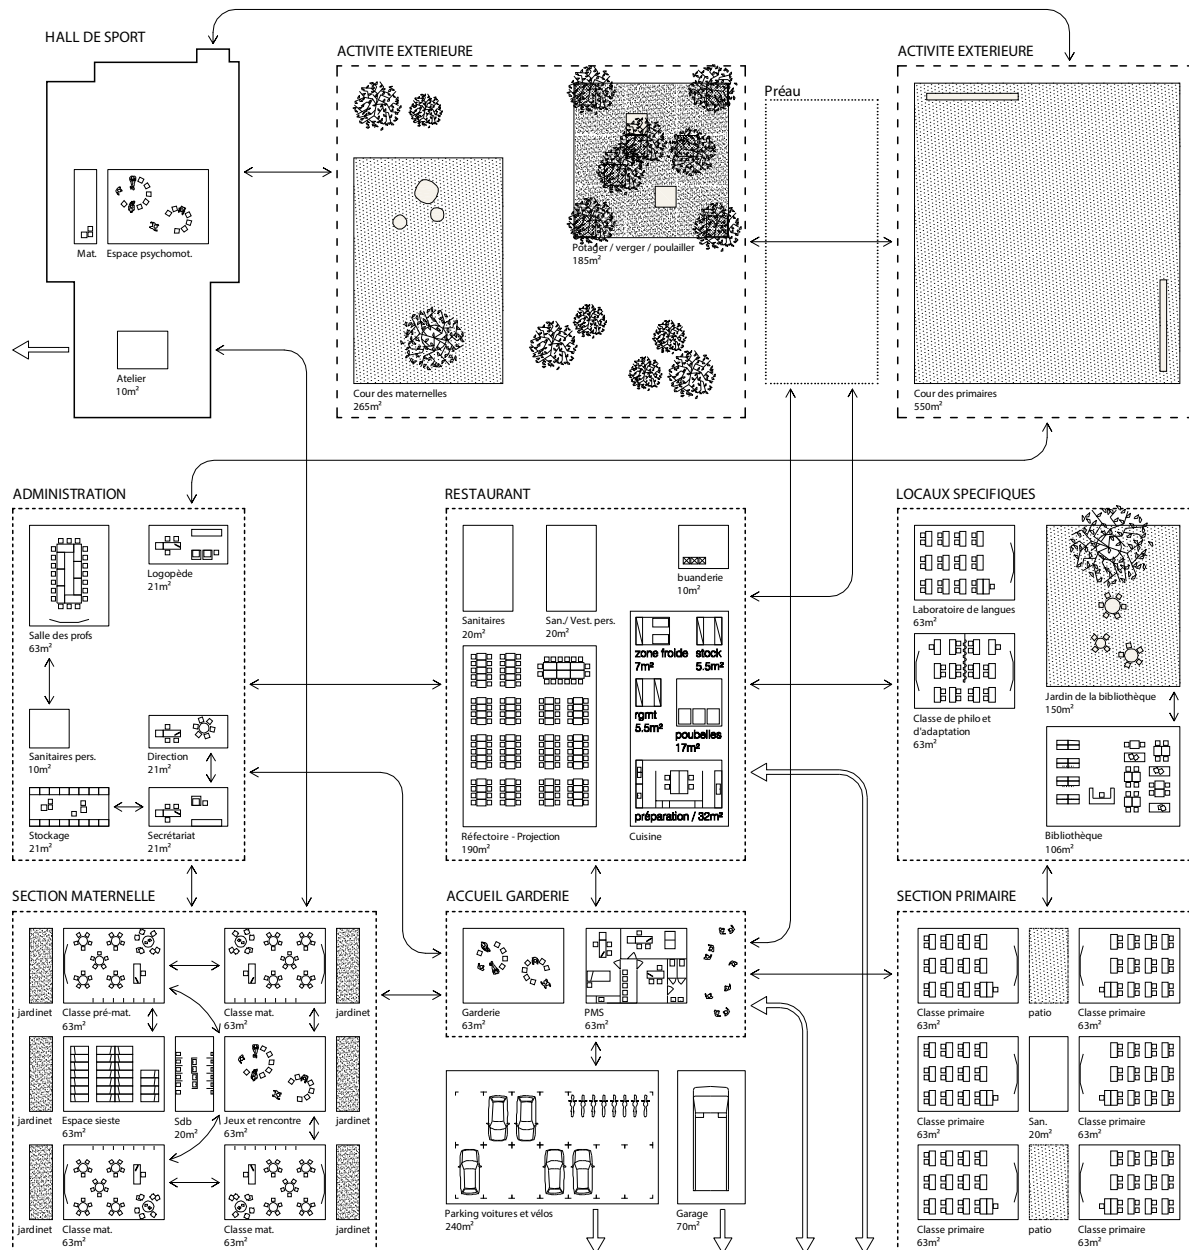 HALL DE SPORT
Mat.
Espace psychomot.
Atelier
10m²
ACTIVITE EXTERIEURE
Potager / verger / poulailler
185m²
Cour des maternelles
265m²
Préau
ACTIVITE EXTERIEURE
Cour des primaires
550m²
ADMINISTRATION
Salle des profs
63m²
Logopède
21m²
Sanitaires pers.
10m²
Direction
21m²
Stockage
21m²
Secrétariat
21m²
RESTAURANT
Sanitaires
20m²
San./ Vest. pers.
20m²
buanderie
10m²
zone froide
7m²
stock
5.5m²
rgmt
5.5m²
poubelles
17m²
préparation / 32m²
Réfectoire - Projection
190m²
Cuisine
LOCAUX SPECIFIQUES
Laboratoire de langues
63m²
Classe de philo et
d'adaptation
63m²
Jardin de la bibliothèque
150m²
Bibliothèque
106m²
SECTION MATERNELLE
jardinet
Classe pré-mat.
63m²
Classe mat.
63m²
jardinet
jardinet
Espace sieste
63m²
Sdb
20m²
Jeux et rencontre
63m²
jardinet
jardinet
Classe mat.
63m²
Classe mat.
63m²
jardinet
ACCUEIL GARDERIE
Garderie
63m²
PMS
63m²
Parking voitures et vélos
240m²
Garage
70m²
SECTION PRIMAIRE
Classe primaire
63m²
patio
Classe primaire
63m²
Classe primaire
63m²
San.
20m²
Classe primaire
63m²
Classe primaire
63m²
patio
Classe primaire
63m²